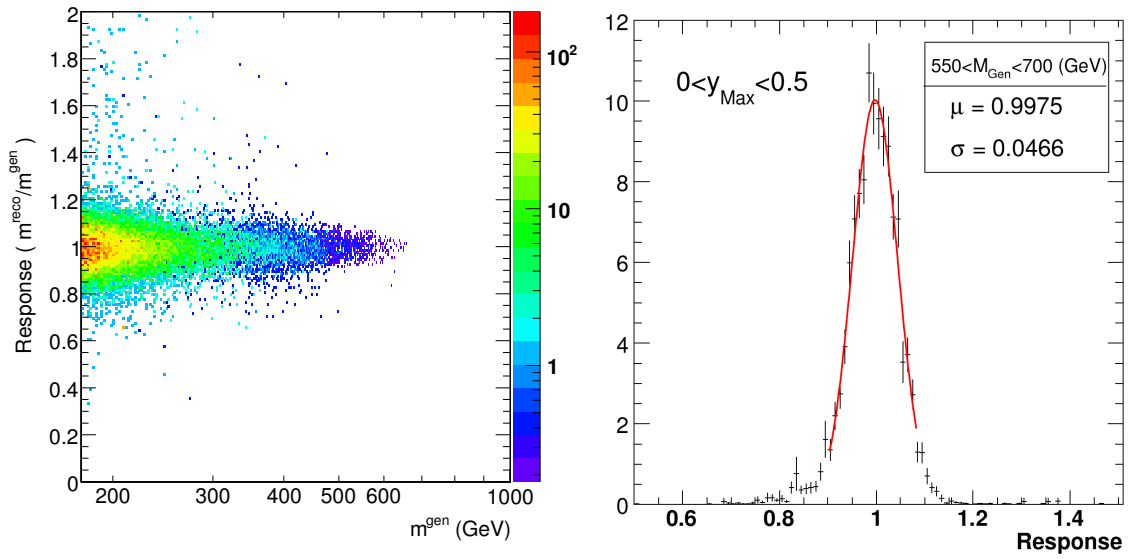 2
1.8
1.6
1.4
1.2
1
0.8
0.6
0.4
0.2
0
Response ( m^reco/m^gen )
200 300 400 500 600 1000
m^gen (GeV)
10^2
10
1
12
10
8
6
4
2
0
0<y_Max<0.5
550<M_Gen<700 (GeV)
μ = 0.9975
σ = 0.0466
0.6 0.8 1 1.2 1.4
Response